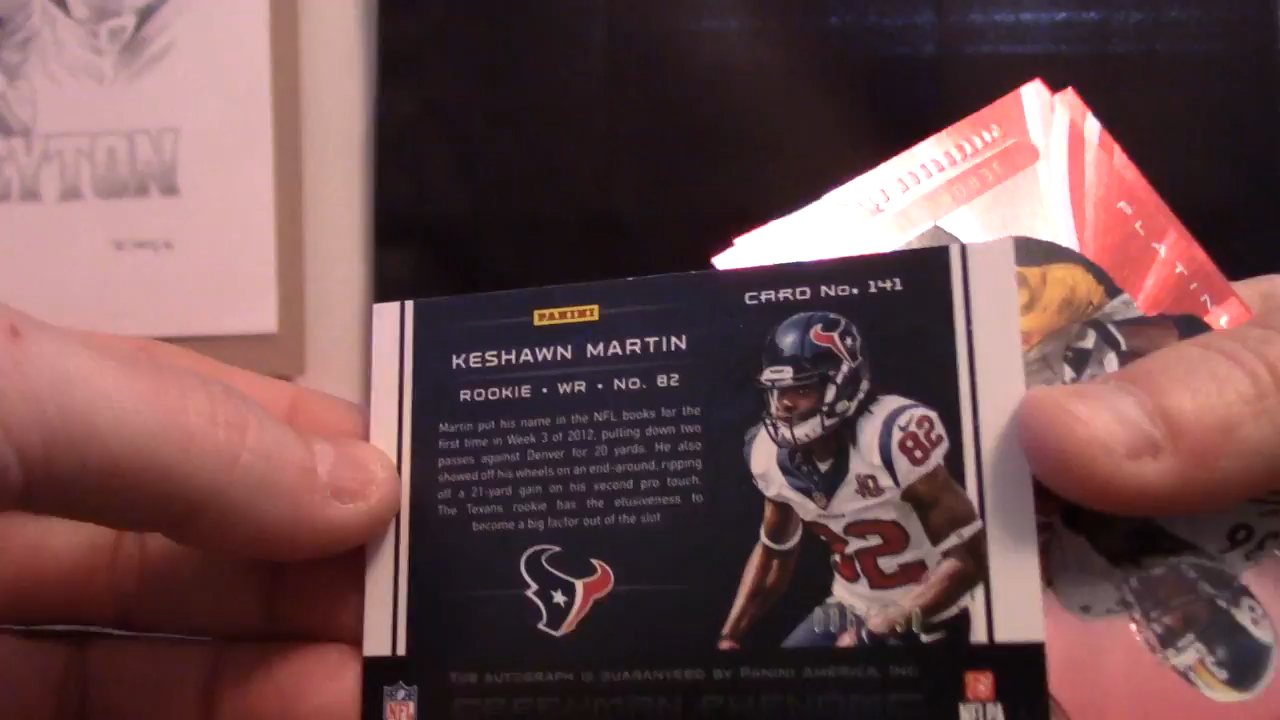 EYTON
PLATIN
CARD No. 141
PANINI
KESHAWN MARTIN
ROOKIE • WR • No. 82
Martin put his name in the NFL books for the
first time in Week 3 of 2012, pulling down two
passes against Denver for 20 yards. He also
showed off his wheels on an end-around, ripping
off a 21-yard gain on his second pro touch.
The Texans rookie has the elusiveness to
become a big factor out of the slot
82
82
THE AUTOGRAPH IS GUARANTEED BY PANINI AMERICA, INC.
FRESHMAN PHENOMS
NFL